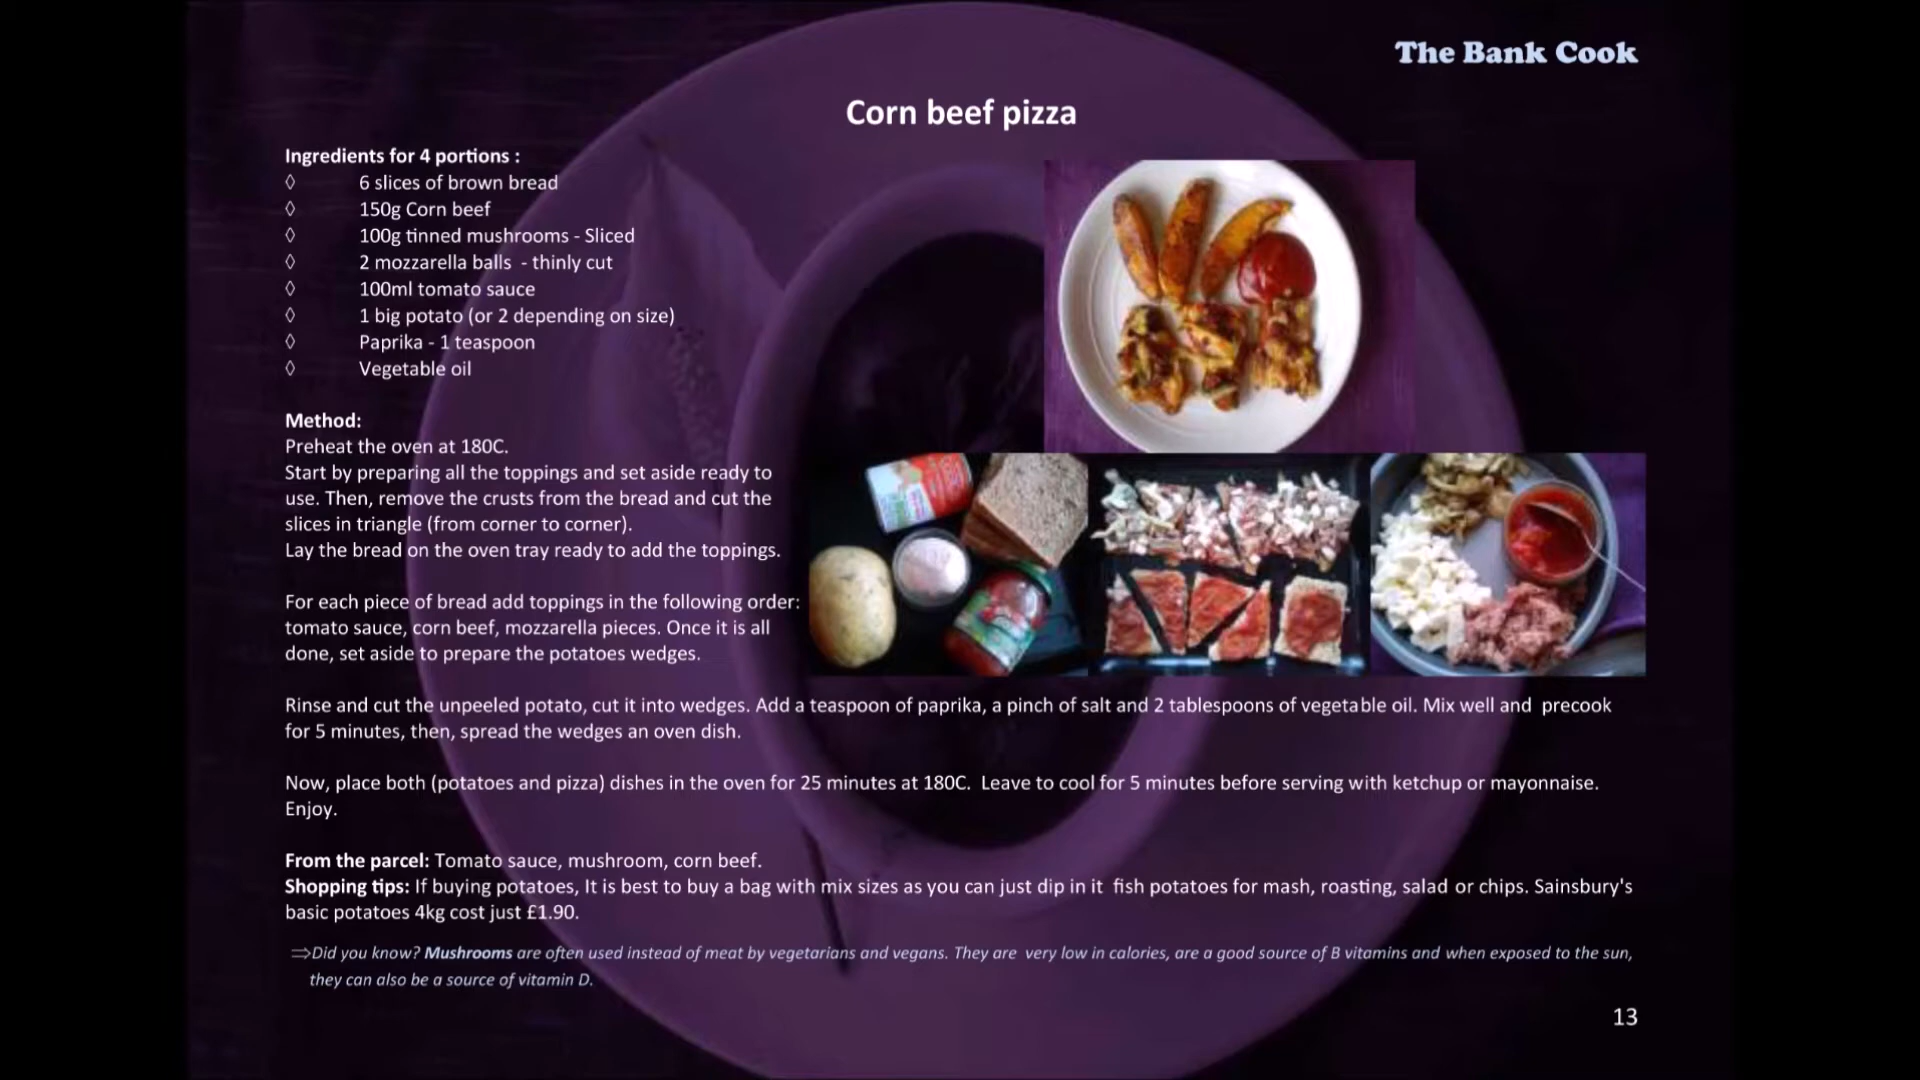 The Bank Cook
Corn beef pizza
Ingredients for 4 portions :
◊ 6 slices of brown bread
◊ 150g Corn beef
◊ 100g tinned mushrooms - Sliced
◊ 2 mozzarella balls - thinly cut
◊ 100ml tomato sauce
◊ 1 big potato (or 2 depending on size)
◊ Paprika - 1 teaspoon
◊ Vegetable oil
Method:
Preheat the oven at 180C.
Start by preparing all the toppings and set aside ready to
use. Then, remove the crusts from the bread and cut the
slices in triangle (from corner to corner).
Lay the bread on the oven tray ready to add the toppings.
For each piece of bread add toppings in the following order:
tomato sauce, corn beef, mozzarella pieces. Once it is all
done, set aside to prepare the potatoes wedges.
Rinse and cut the unpeeled potato, cut it into wedges. Add a teaspoon of paprika, a pinch of salt and 2 tablespoons of vegetable oil. Mix well and precook
for 5 minutes, then, spread the wedges an oven dish.
Now, place both (potatoes and pizza) dishes in the oven for 25 minutes at 180C. Leave to cool for 5 minutes before serving with ketchup or mayonnaise.
Enjoy.
From the parcel: Tomato sauce, mushroom, corn beef.
Shopping tips: If buying potatoes, It is best to buy a bag with mix sizes as you can just dip in it fish potatoes for mash, roasting, salad or chips. Sainsbury's
basic potatoes 4kg cost just £1.90.
⇒Did you know? Mushrooms are often used instead of meat by vegetarians and vegans. They are very low in calories, are a good source of B vitamins and when exposed to the sun,
they can also be a source of vitamin D.
13